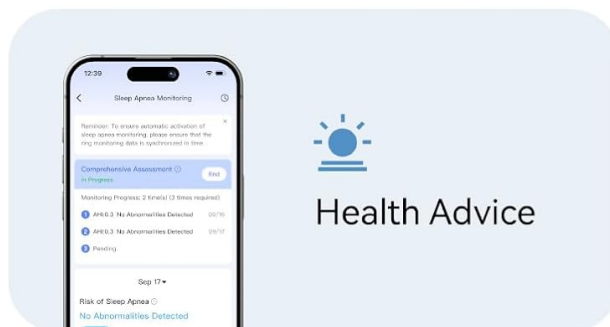 12:39
Sleep Apnea Monitoring
Reminder: To ensure automatic activation of
sleep apnea monitoring, please ensure that the
ring monitoring data is synchronized in time.
Comprehensive Assessment
End
In Progress
Monitoring Progress: 2 time(s) (3 times required)
1 AHI:0.3 No Abnormalities Detected 09/16
2 AHI:0.3 No Abnormalities Detected 09/17
3 Pending
Sep 17
Risk of Sleep Apnea
No Abnormalities Detected
Health Advice